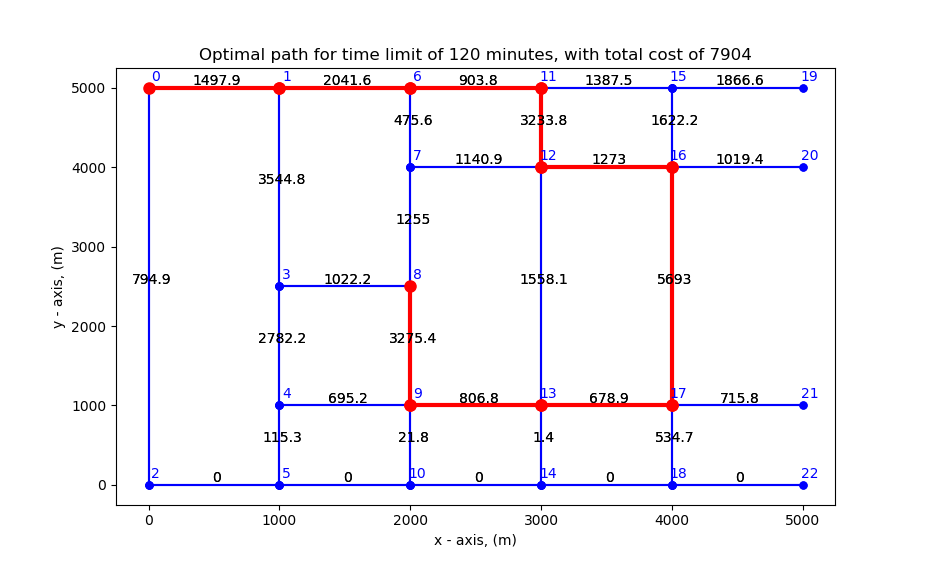 Optimal path for time limit of 120 minutes, with total cost of 7904
0 1 6 11 15 19
1497.9 2041.6 903.8 1387.5 1866.6
5000
475.6 3233.8 1622.2
7 12 16 20
1140.9 1273 1019.4
4000
3544.8
1255
3000
3 8
794.9 1022.2 1558.1 5693
2000
2782.2 3275.4
4 9 13 17 21
695.2 806.8 678.9 715.8
1000
115.3 21.8 1.4 534.7
2 5 10 14 18 22
0 0 0 0 0
0
0 1000 2000 3000 4000 5000
x - axis, (m)
y - axis, (m)